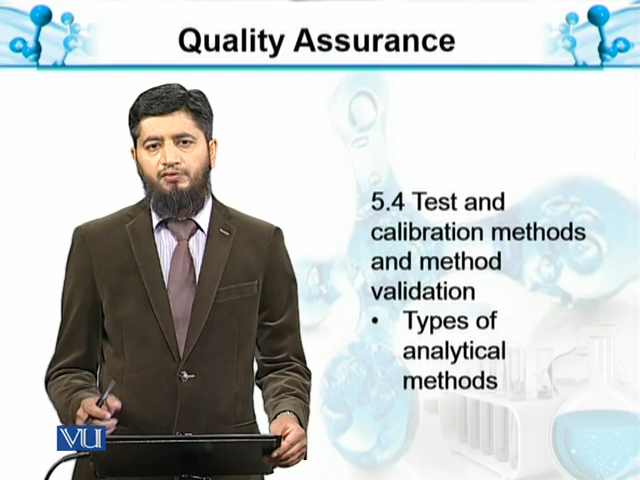 Quality Assurance
5.4 Test and
calibration methods
and method
validation
• Types of
analytical
methods
VU